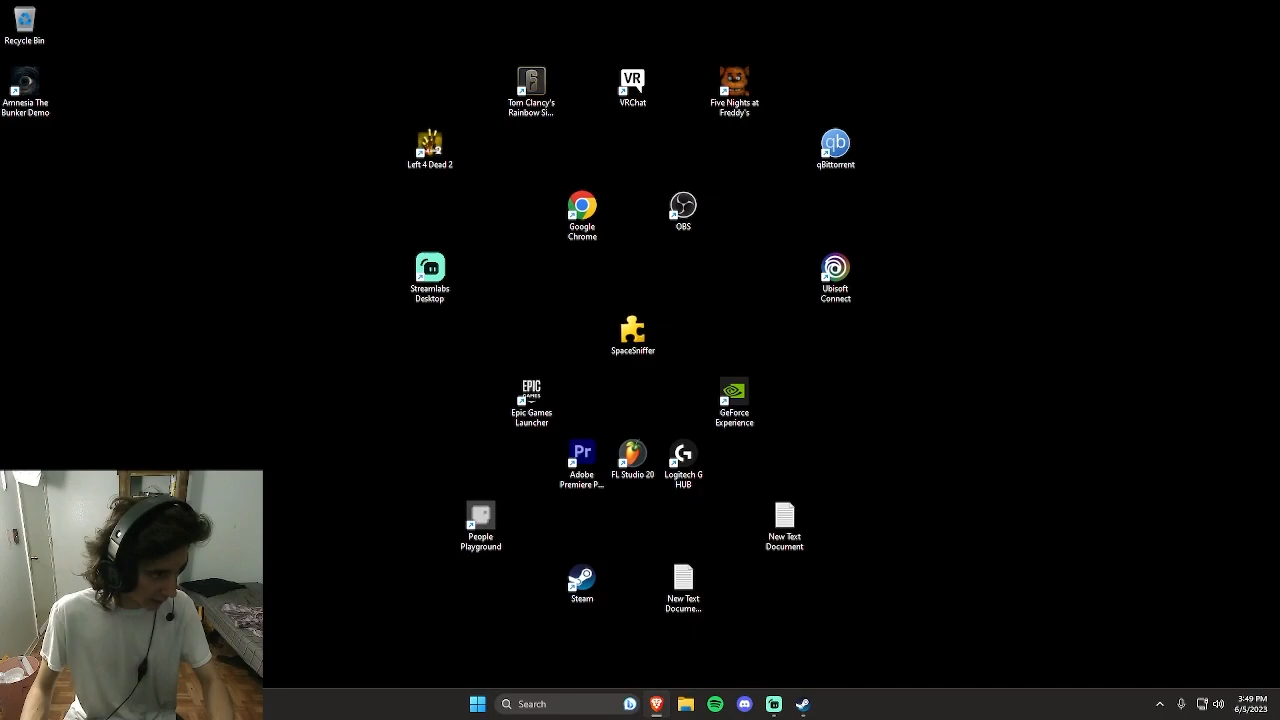 Recycle Bin
Amnesia The
Bunker Demo
Tom Clancy's
Rainbow Si...
VR
VRChat
Five Nights at
Freddy's
Left 4 Dead 2
qb
qBittorrent
Google
Chrome
OBS
Streamlabs
Desktop
Ubisoft
Connect
SpaceSniffer
EPIC
GAMES
Epic Games
Launcher
GeForce
Experience
Pr
Adobe
Premiere P...
FL Studio 20
Logitech G
HUB
People
Playground
New Text
Document
Steam
New Text
Docume...
Search
3:49 PM
6/5/2023